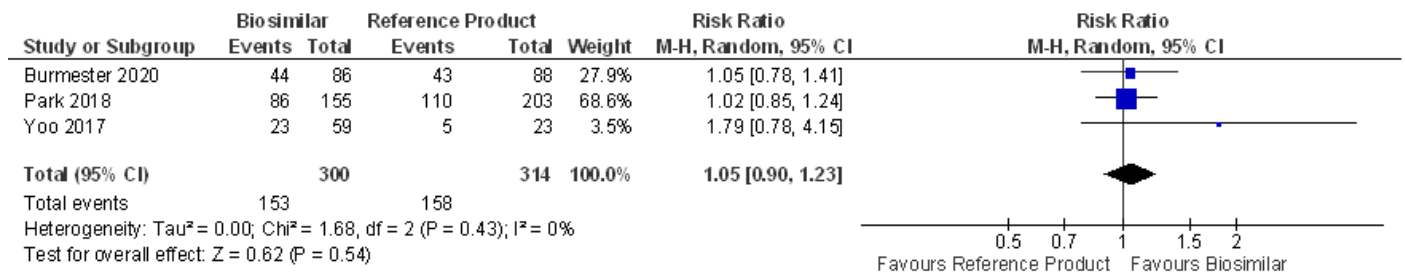 Biosimilar Reference Product Risk Ratio Risk Ratio
Study or Subgroup Events Total Events Total Weight M-H, Random, 95% CI M-H, Random, 95% CI
Burmester 2020 44 86 43 88 27.9% 1.05 [0.78, 1.41]
Park 2018 86 155 110 203 68.6% 1.02 [0.85, 1.24]
Yoo 2017 23 59 5 23 3.5% 1.79 [0.78, 4.15]
Total (95% CI) 300 314 100.0% 1.05 [0.90, 1.23]
Total events 153 158
Heterogeneity: Tau² = 0.00; Chi² = 1.68, df = 2 (P = 0.43); I² = 0%
Test for overall effect: Z = 0.62 (P = 0.54)
0.5 0.7 1 1.5 2
Favours Reference Product Favours Biosimilar